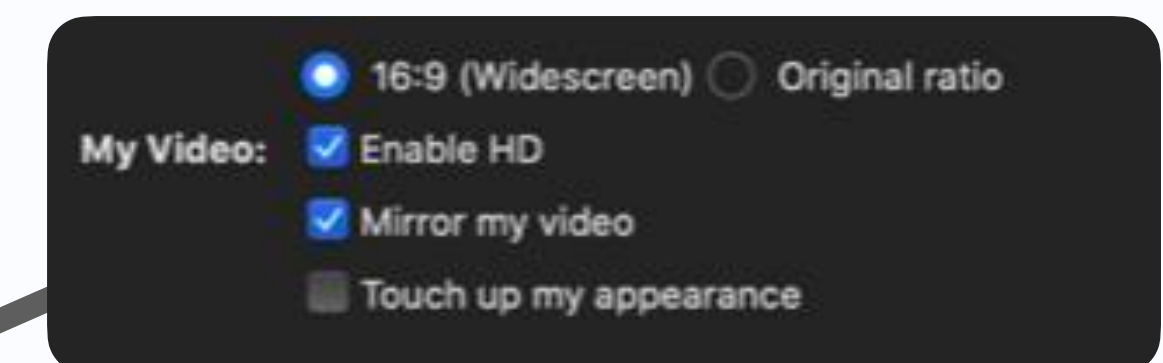 16:9 (Widescreen) Original ratio
My Video: Enable HD
Mirror my video
Touch up my appearance